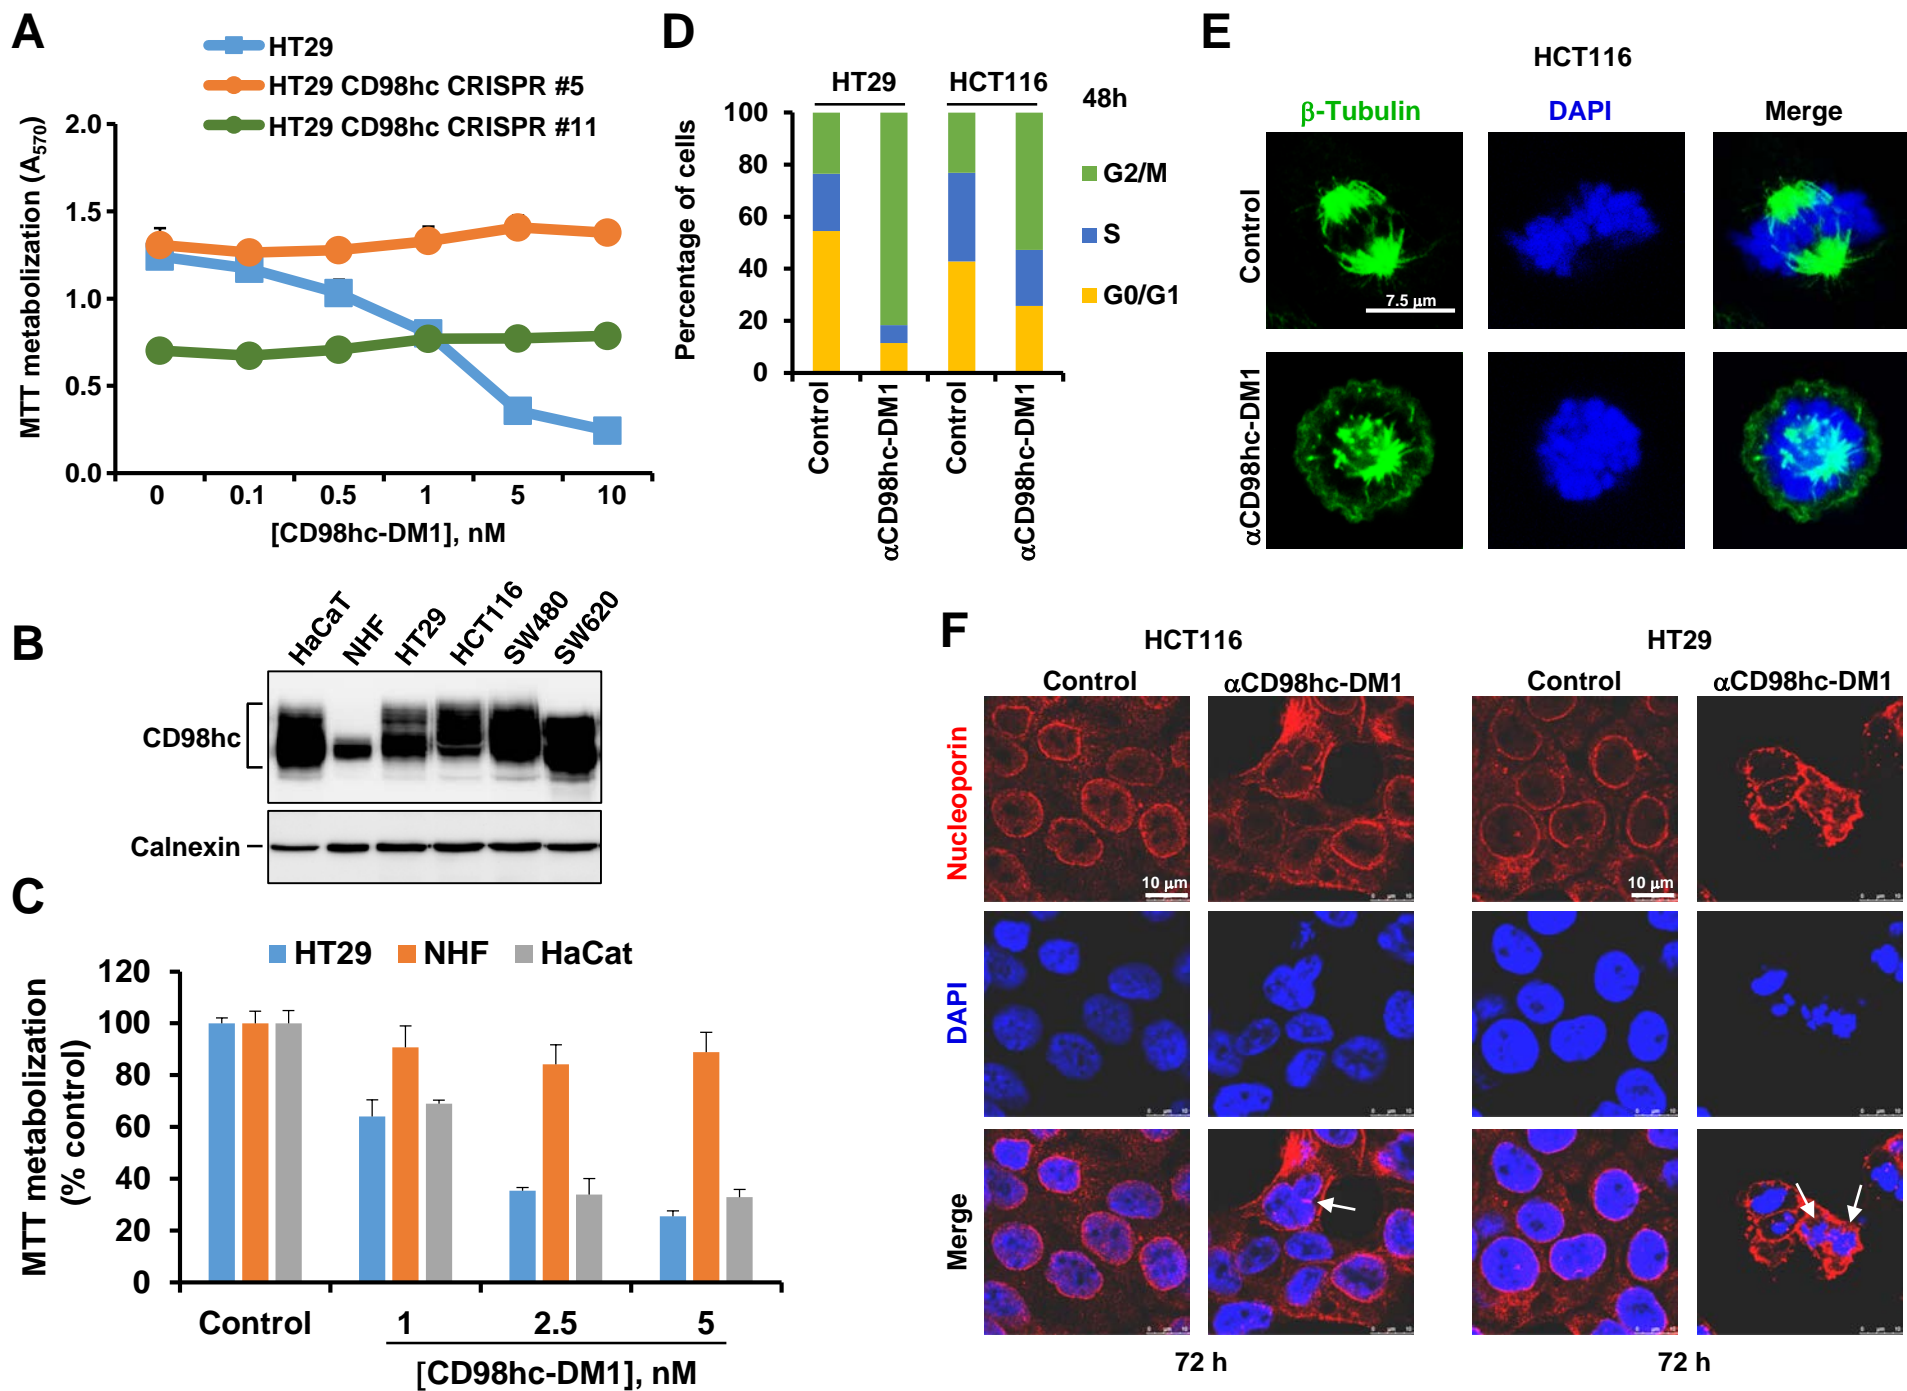 A
HT29
HT29 CD98hc CRISPR #5
HT29 CD98hc CRISPR #11
MTT metabolization (A570)
2.0
1.5
1.0
0.5
0.0
0 0.1 0.5 1 5 10
[CD98hc-DM1], nM
B
HaCaT NHF HT29 HCT116 SW480 SW620
CD98hc
Calnexin
C
HT29 NHF HaCat
MTT metabolization
(% control)
120
100
80
60
40
20
0
Control 1 2.5 5
[CD98hc-DM1], nM
D
HT29 HCT116
48h
Percentage of cells
100
80
60
40
20
0
G2/M
S
G0/G1
Control αCD98hc-DM1 Control αCD98hc-DM1
E
HCT116
β-Tubulin DAPI Merge
Control
7.5 µm
αCD98hc-DM1
F
HCT116 HT29
Control αCD98hc-DM1 Control αCD98hc-DM1
Nucleoporin
10 µm 10 µm
DAPI
Merge
72 h 72 h